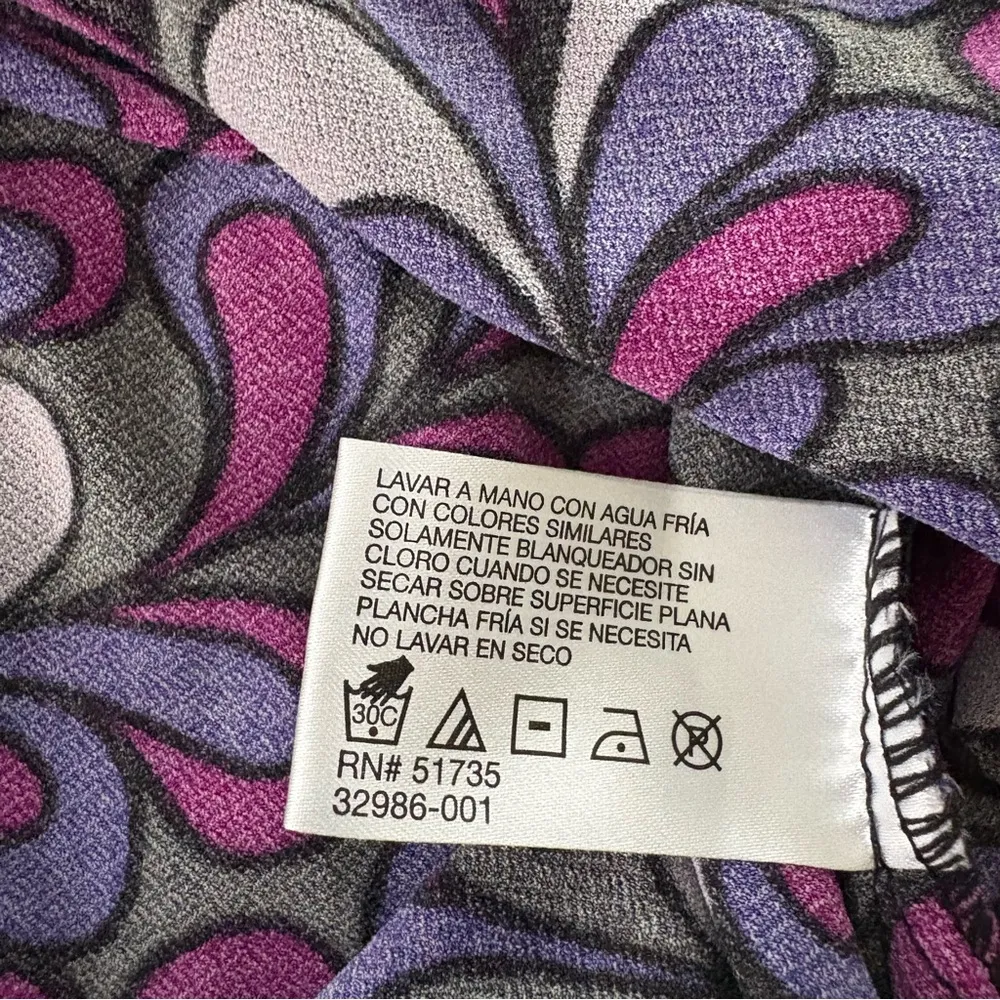 LAVAR A MANO CON AGUA FRÍA
CON COLORES SIMILARES
SOLAMENTE BLANQUEADOR SIN
CLORO CUANDO SE NECESITE
SECAR SOBRE SUPERFICIE PLANA
PLANCHA FRÍA SI SE NECESITA
NO LAVAR EN SECO
30C P
RN# 51735
32986-001